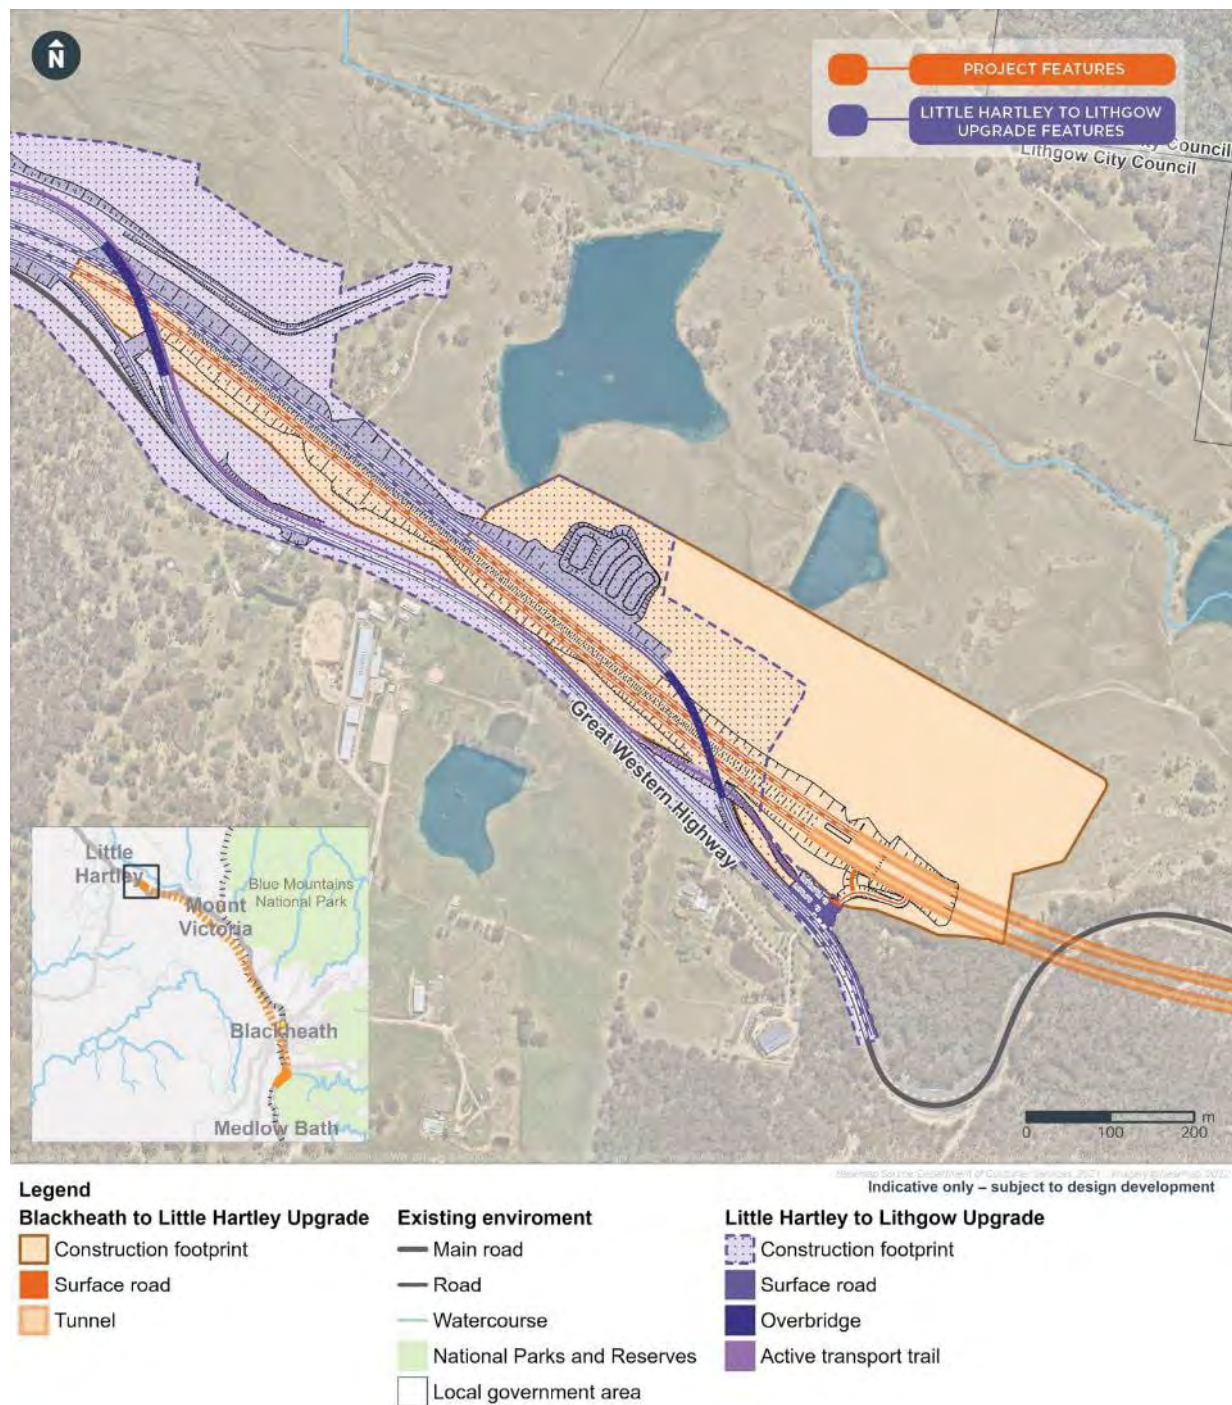 N
PROJECT FEATURES
LITTLE HARTLEY TO LITHGOW
UPGRADE FEATURES
Council
Lithgow City Council
Great Western Highway
Little
Hartley
Blue Mountains
National Park
Mount
Victoria
Blackheath
Medlow Bath
m
0 100 200
Indicative only – subject to design development
Legend
Blackheath to Little Hartley Upgrade
Construction footprint
Surface road
Tunnel
Existing enviroment
Main road
Road
Watercourse
National Parks and Reserves
Local government area
Little Hartley to Lithgow Upgrade
Construction footprint
Surface road
Overbridge
Active transport trail